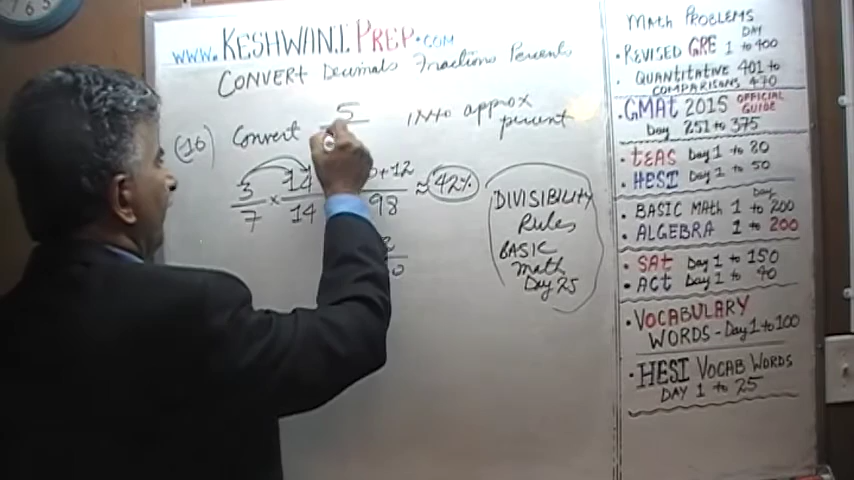 www.KESHWANI PREP.COM
CONVERT Decimals Fractions Percents
(16) Convert 5 into approx percent
3/7 × 14/14 +12/98 ≈ 42%
DIVISIBILITY
Rules
BASIC
math
Day 25
MATH PROBLEMS
• REVISED GRE DAY 1 to 400
• QUANTITATIVE 401 to
COMPARISONS 470
• GMAT 2015 OFFICIAL GUIDE
Day 251 to 375
• TEAS Day 1 to 80
• HESI Day 1 to 50
Day
• BASIC MATH 1 to 200
• ALGEBRA 1 to 200
• SAT Day 1 to 150
• ACT Day 1 to 40
• VOCABULARY
WORDS - Day 1 to 100
• HESI VOCAB WORDS
DAY 1 to 25